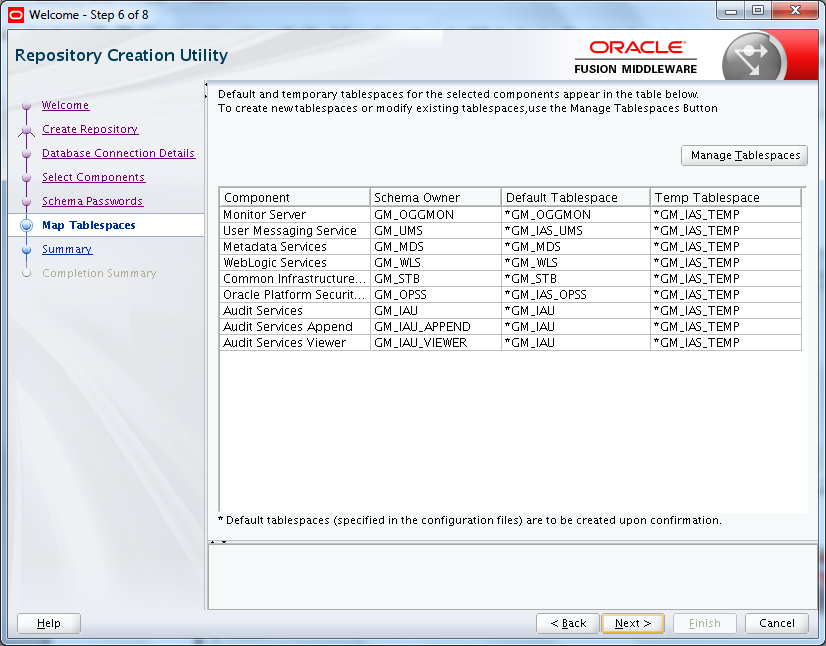 Welcome - Step 6 of 8
Repository Creation Utility
ORACLE
FUSION MIDDLEWARE
Welcome
Create Repository
Database Connection Details
Select Components
Schema Passwords
Map Tablespaces
Summary
Completion Summary
Default and temporary tablespaces for the selected components appear in the table below.
To create new tablespaces or modify existing tablespaces,use the Manage Tablespaces Button
Manage Tablespaces
Component Schema Owner Default Tablespace Temp Tablespace
Monitor Server GM_OGGMON *GM_OGGMON *GM_IAS_TEMP
User Messaging Service GM_UMS *GM_IAS_UMS *GM_IAS_TEMP
Metadata Services GM_MDS *GM_MDS *GM_IAS_TEMP
WebLogic Services GM_WLS *GM_WLS *GM_IAS_TEMP
Common Infrastructure... GM_STB *GM_STB *GM_IAS_TEMP
Oracle Platform Securit... GM_OPSS *GM_IAS_OPSS *GM_IAS_TEMP
Audit Services GM_IAU *GM_IAU *GM_IAS_TEMP
Audit Services Append GM_IAU_APPEND *GM_IAU *GM_IAS_TEMP
Audit Services Viewer GM_IAU_VIEWER *GM_IAU *GM_IAS_TEMP
* Default tablespaces (specified in the configuration files) are to be created upon confirmation.
Help
< Back
Next >
Finish
Cancel